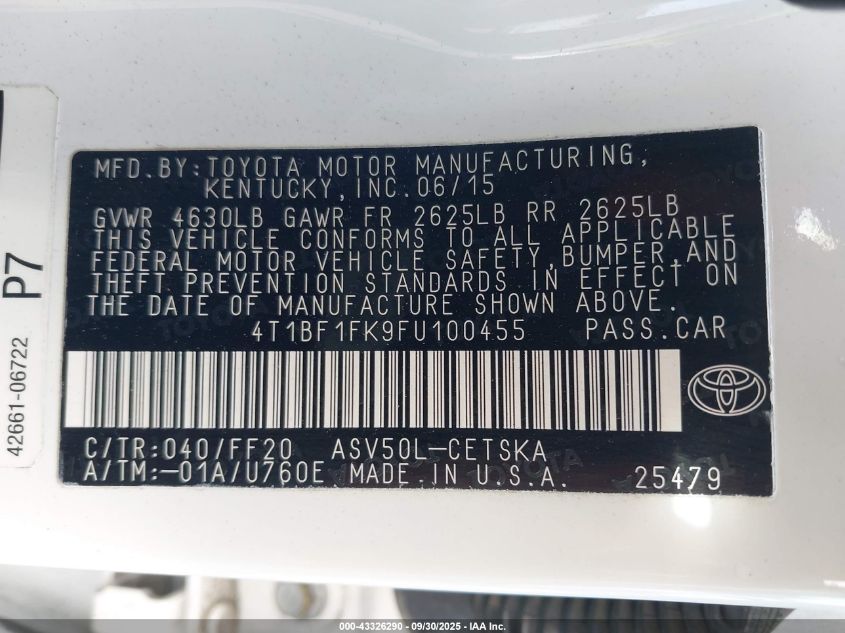 MFD.BY:TOYOTA MOTOR MANUFACTURING,
KENTUCKY,INC.06/15
GVWR 4630LB GAWR FR 2625LB RR 2625LB
THIS VEHICLE CONFORMS TO ALL APPLICABLE
FEDERAL MOTOR VEHICLE SAFETY,BUMPER,AND
THEFT PREVENTION STANDARDS IN EFFECT ON
THE DATE OF MANUFACTURE SHOWN ABOVE.
4T1BF1FK9FU100455 PASS.CAR
C/TR:040/FF20 ASV50L-CETSKA
A/TM:-01A/U760E MADE.IN U.S.A. 25479
P7
42661-06722
000-43326290 - 09/30/2025 - IAA Inc.